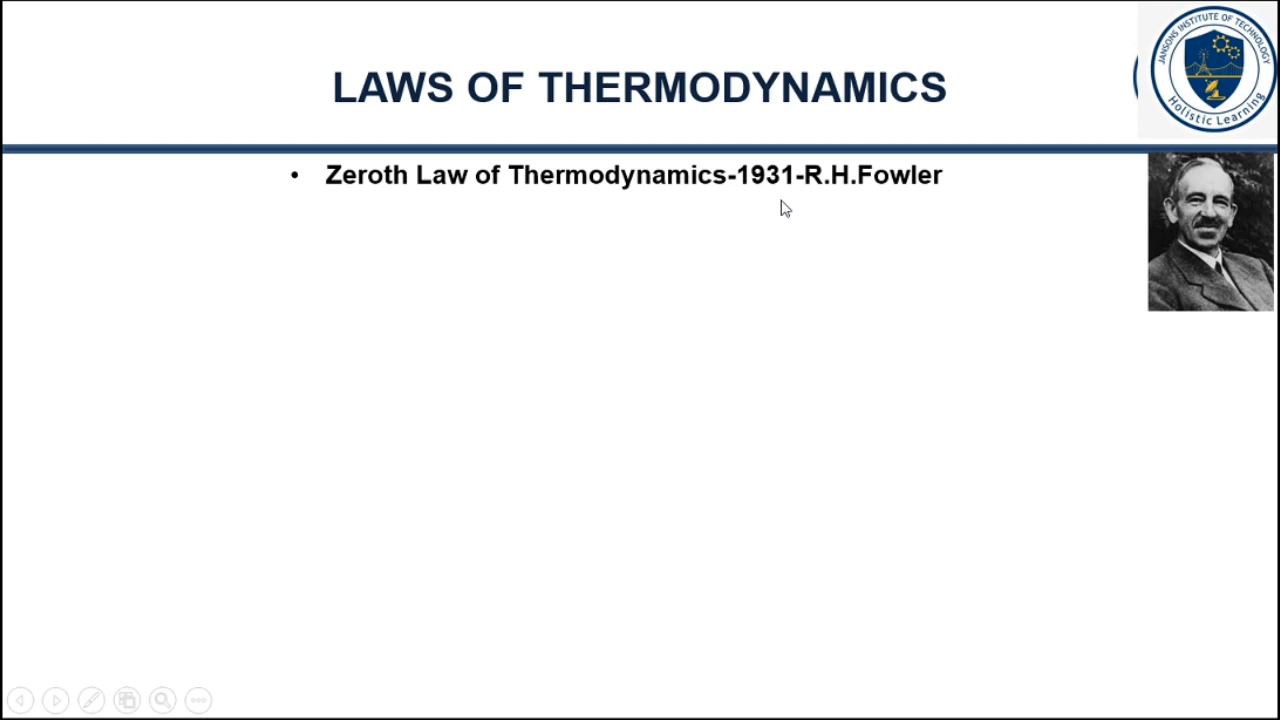 LAWS OF THERMODYNAMICS
JANSONS INSTITUTE OF TECHNOLOGY
Holistic Learning
• Zeroth Law of Thermodynamics-1931-R.H.Fowler